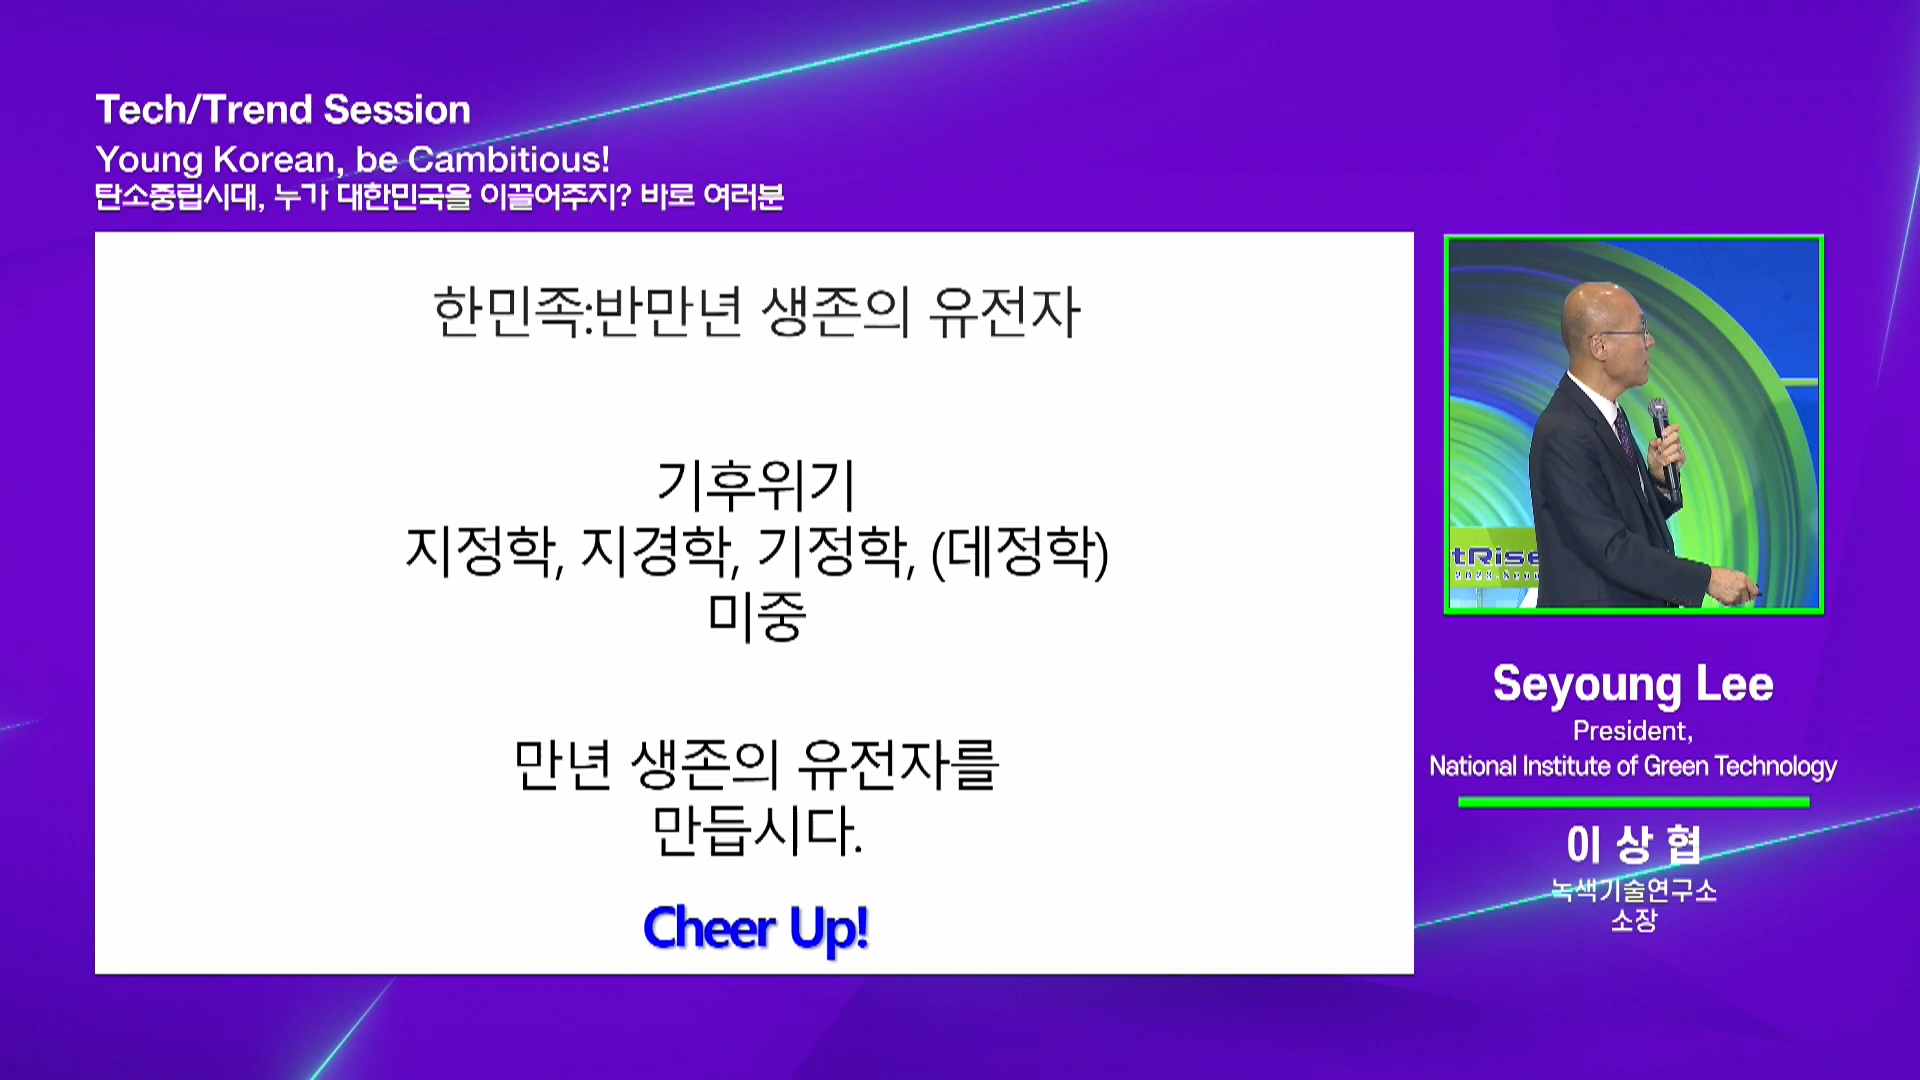 Tech/Trend Session
Young Korean, be Cambitious!
탄소중립시대, 누가 대한민국을 이끌어주지? 바로 여러분
한민족:반만년 생존의 유전자
기후위기
지정학, 지경학, 기정학, (데정학)
미중
만년 생존의 유전자를
만듭시다.
Cheer Up!
tRise
Seyoung Lee
President,
National Institute of Green Technology
이상협
녹색기술연구소
소장